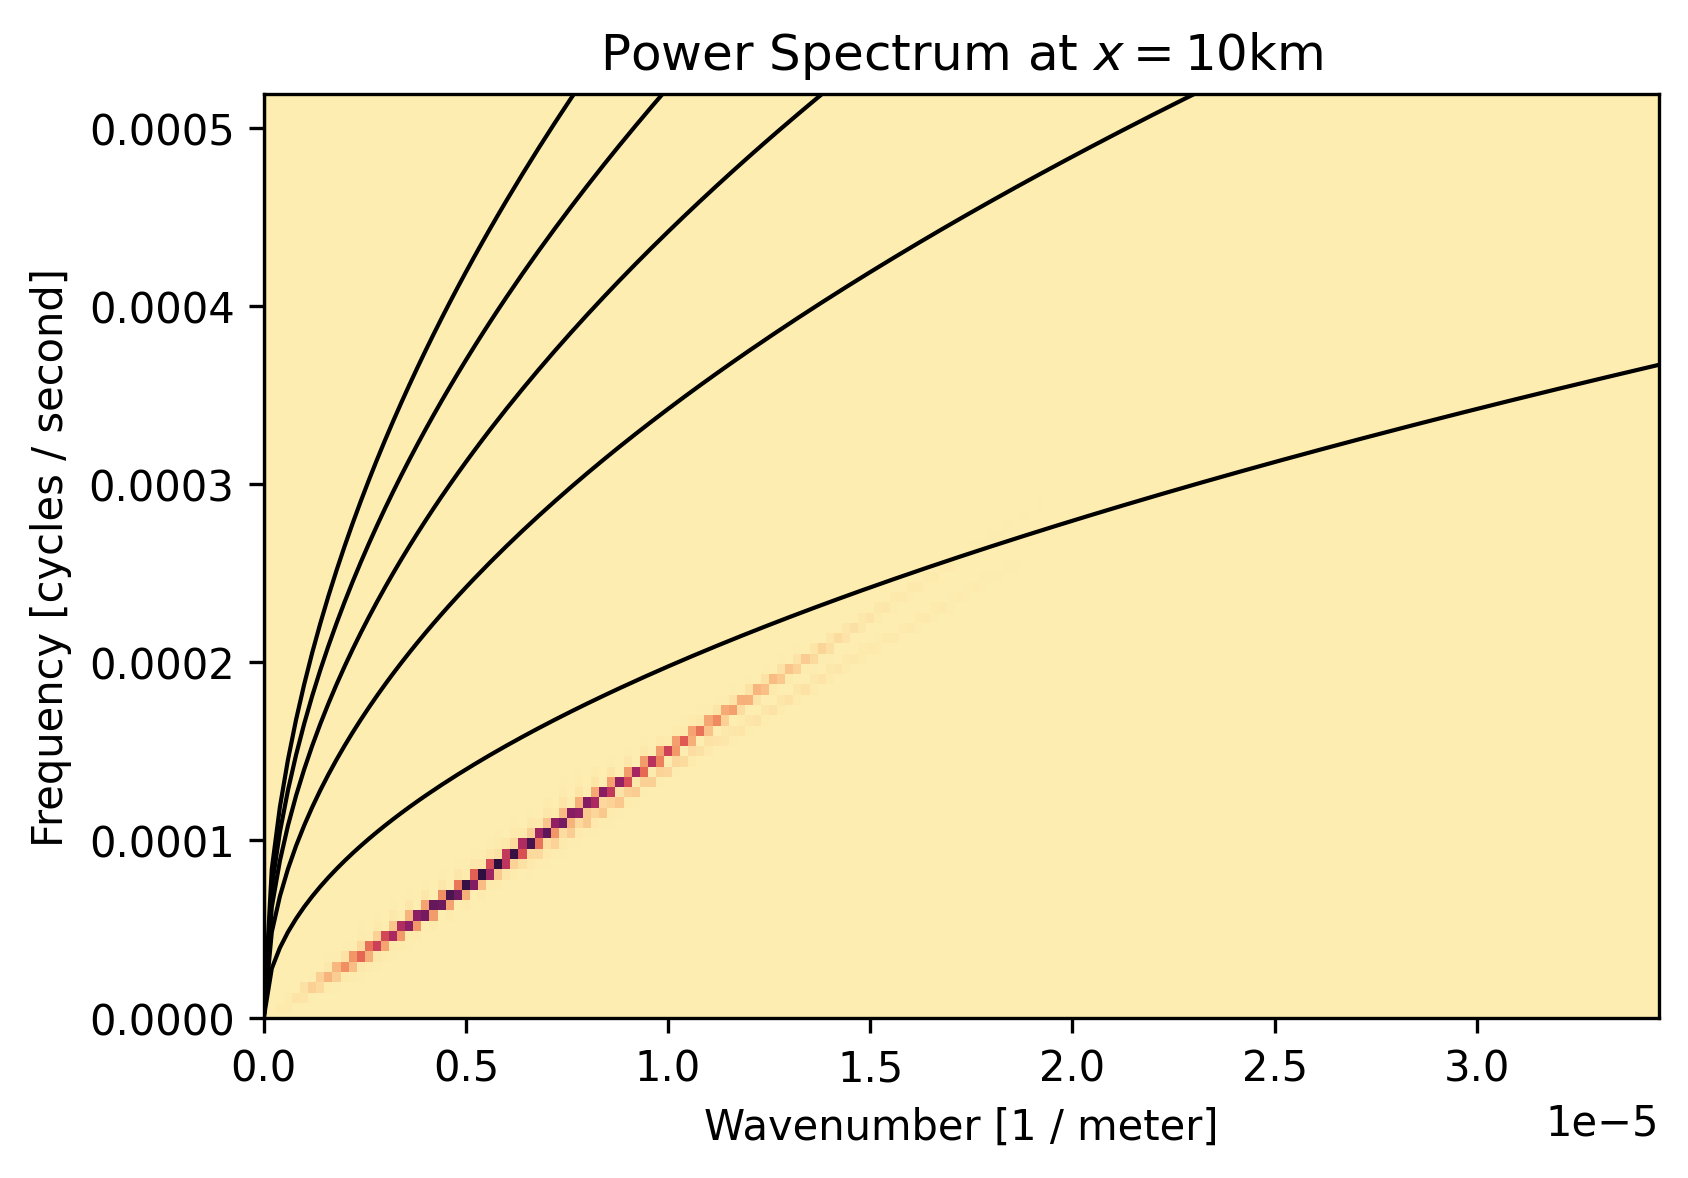 Power Spectrum at x = 10km
Frequency [cycles / second]
0.0005
0.0004
0.0003
0.0002
0.0001
0.0000
0.0 0.5 1.0 1.5 2.0 2.5 3.0
Wavenumber [1 / meter]
1e−5